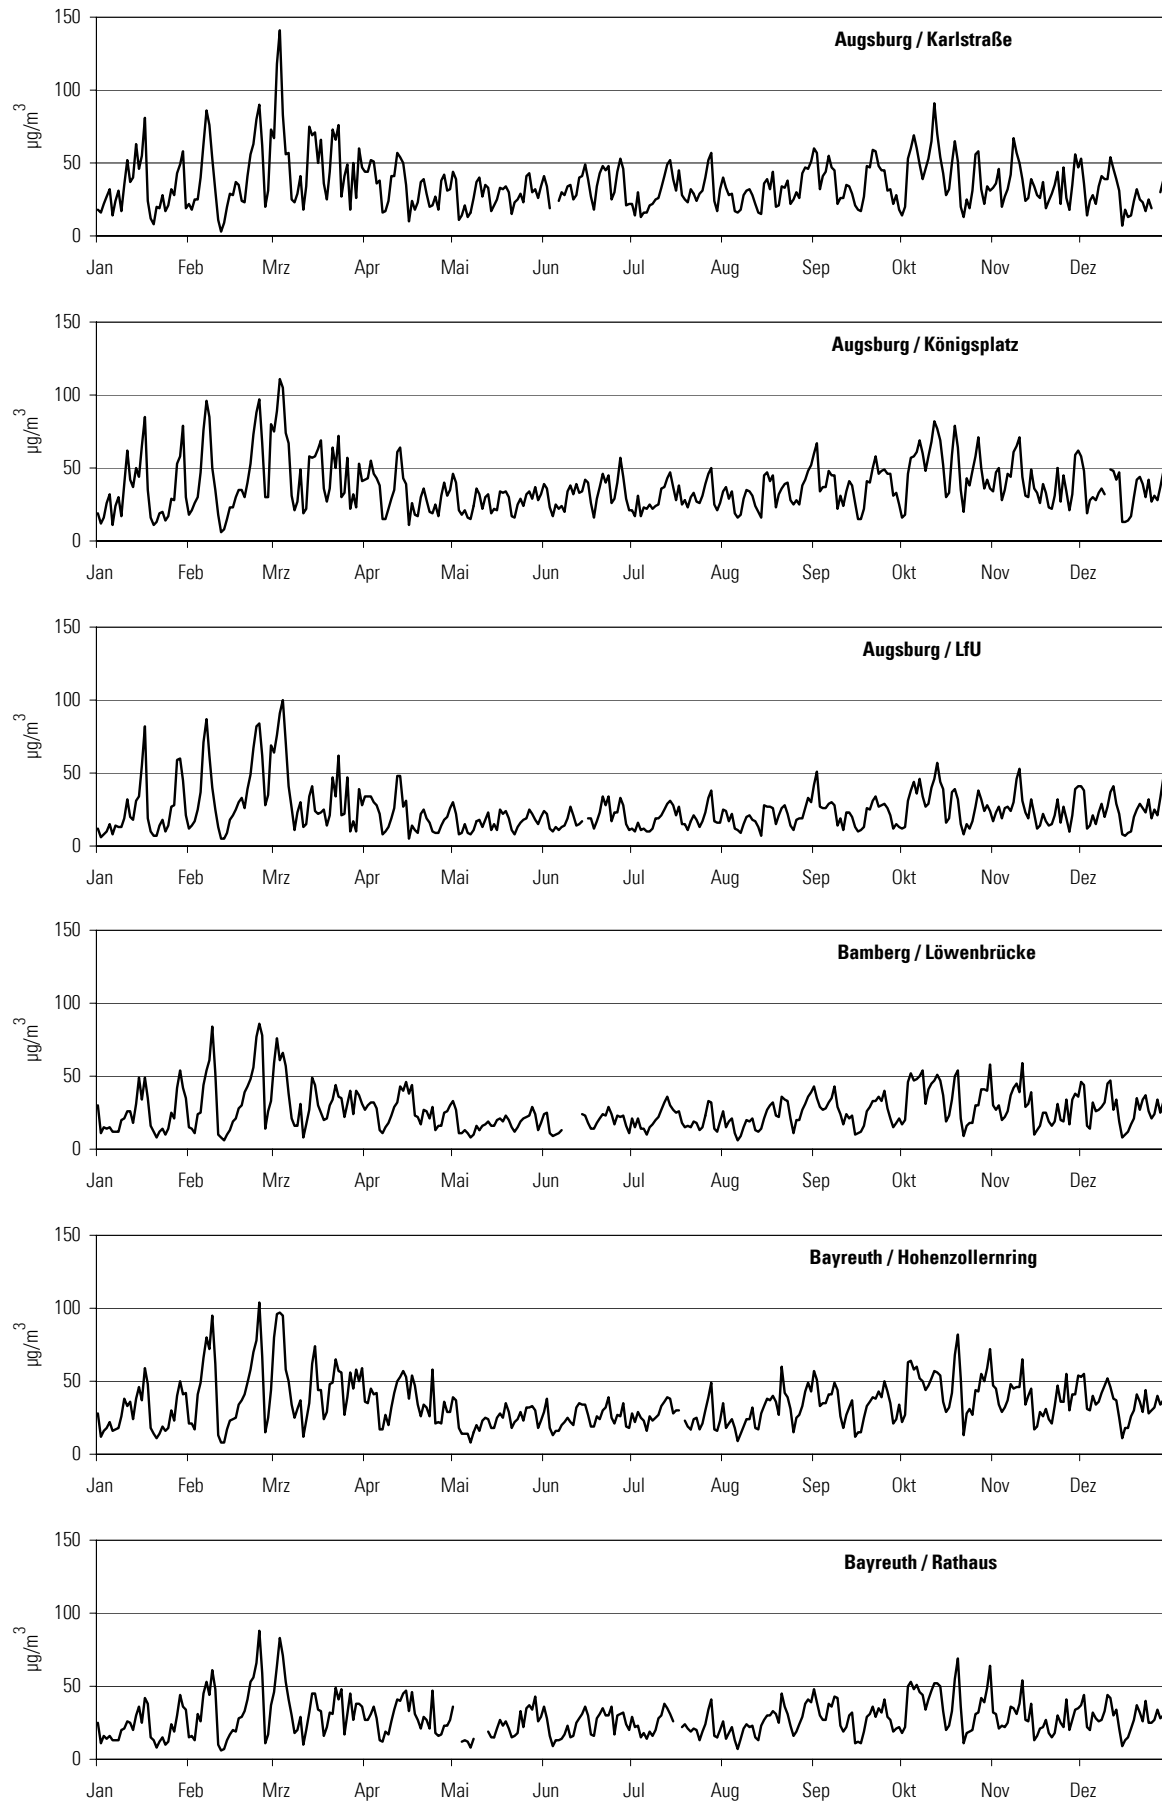 150
Augsburg / Karlstraße
100
µg/m³
50
0
Jan Feb Mrz Apr Mai Jun Jul Aug Sep Okt Nov Dez
150
Augsburg / Königsplatz
100
µg/m³
50
0
Jan Feb Mrz Apr Mai Jun Jul Aug Sep Okt Nov Dez
150
Augsburg / LfU
100
µg/m³
50
0
Jan Feb Mrz Apr Mai Jun Jul Aug Sep Okt Nov Dez
150
Bamberg / Löwenbrücke
100
µg/m³
50
0
Jan Feb Mrz Apr Mai Jun Jul Aug Sep Okt Nov Dez
150
Bayreuth / Hohenzollernring
100
µg/m³
50
0
Jan Feb Mrz Apr Mai Jun Jul Aug Sep Okt Nov Dez
150
Bayreuth / Rathaus
100
µg/m³
50
0
Jan Feb Mrz Apr Mai Jun Jul Aug Sep Okt Nov Dez